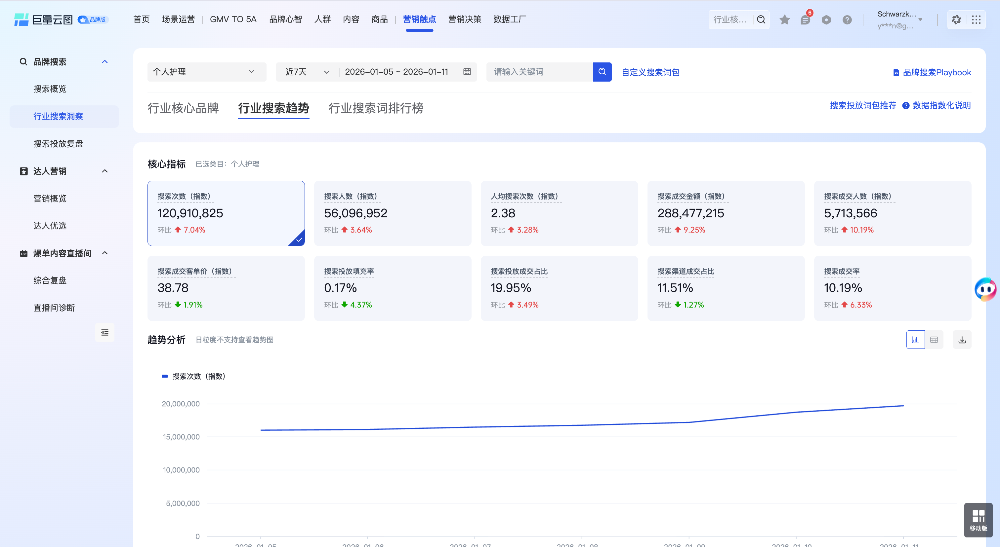 巨量云图 品牌版 首页 场景运营 GMV TO 5A 品牌心智 人群 内容 商品 营销触点 营销决策 数据工厂 行业核... 6 Schwarzk...
y***n@g...
品牌搜索
搜索概览
行业搜索洞察
搜索投放复盘
达人营销
营销概览
达人优选
爆单内容直播间
综合复盘
直播间诊断
个人护理 近7天 2026-01-05 ~ 2026-01-11 请输入关键词 自定义搜索词包 品牌搜索Playbook
行业核心品牌 行业搜索趋势 行业搜索词排行榜 搜索投放词包推荐 数据指数化说明
核心指标 已选类目：个人护理
搜索次数（指数）
120,910,825
环比 7.04%
搜索人数（指数）
56,096,952
环比 3.64%
人均搜索次数（指数）
2.38
环比 3.28%
搜索成交金额（指数）
288,477,215
环比 9.25%
搜索成交人数（指数）
5,713,566
环比 10.19%
搜索成交客单价（指数）
38.78
环比 1.91%
搜索投放填充率
0.17%
环比 4.37%
搜索投放成交占比
19.95%
环比 3.49%
搜索渠道成交占比
11.51%
环比 1.27%
搜索成交率
10.19%
环比 6.33%
趋势分析 日粒度不支持查看趋势图
搜索次数（指数）
20,000,000
15,000,000
10,000,000
5,000,000
0
2026-01-05 2026-01-06 2026-01-07 2026-01-08 2026-01-09 2026-01-10 2026-01-11
移动版